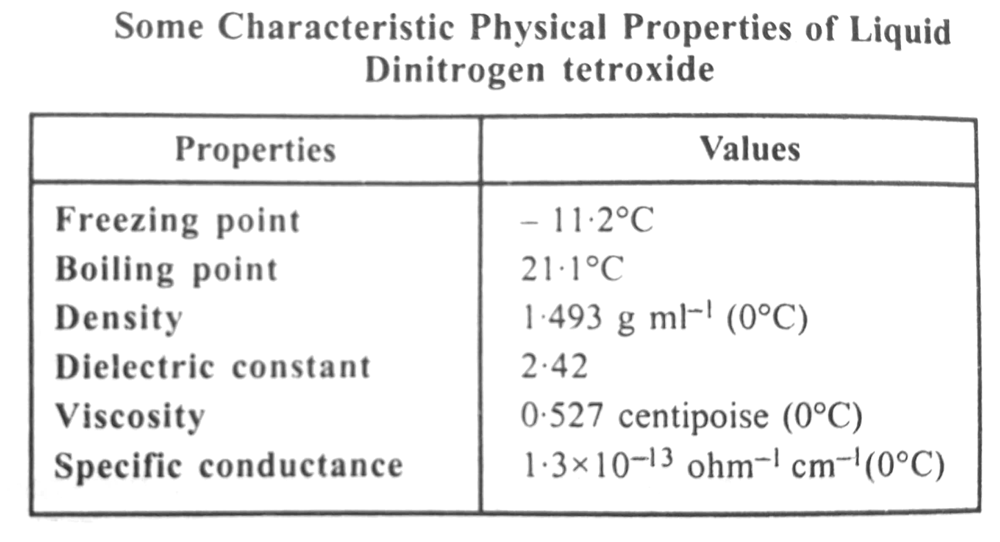 Some Characteristic Physical Properties of Liquid
Dinitrogen tetroxide
Properties Values
Freezing point – 11·2°C
Boiling point 21·1°C
Density 1·493 g ml⁻¹ (0°C)
Dielectric constant 2·42
Viscosity 0·527 centipoise (0°C)
Specific conductance 1·3×10⁻¹³ ohm⁻¹ cm⁻¹(0°C)